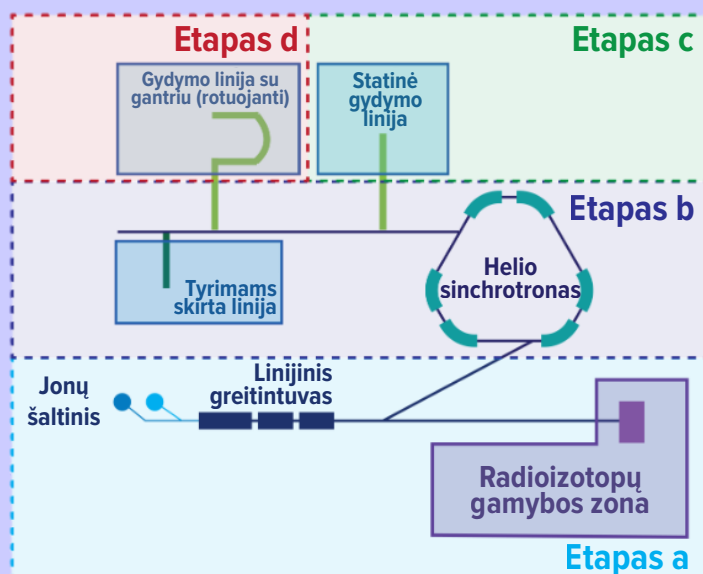 Etapas d
Etapas c
Gydymo linija su
gantriu (rotuojanti)
Statinė
gydymo
linija
Etapas b
Helio
sinchrotronas
Tyrimams
skirta linija
Linijinis
greitintuvas
Jonų
šaltinis
Radioizotopų
gamybos zona
Etapas a